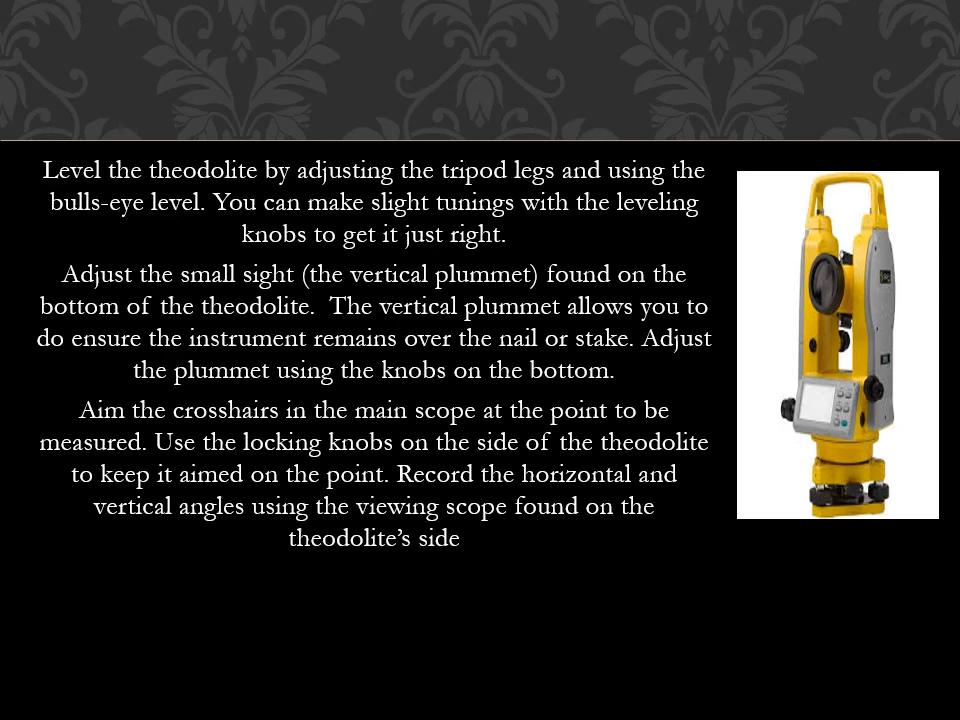 Level the theodolite by adjusting the tripod legs and using the
bulls-eye level. You can make slight tunings with the leveling
knobs to get it just right.
Adjust the small sight (the vertical plummet) found on the
bottom of the theodolite. The vertical plummet allows you to
do ensure the instrument remains over the nail or stake. Adjust
the plummet using the knobs on the bottom.
Aim the crosshairs in the main scope at the point to be
measured. Use the locking knobs on the side of the theodolite
to keep it aimed on the point. Record the horizontal and
vertical angles using the viewing scope found on the
theodolite’s side